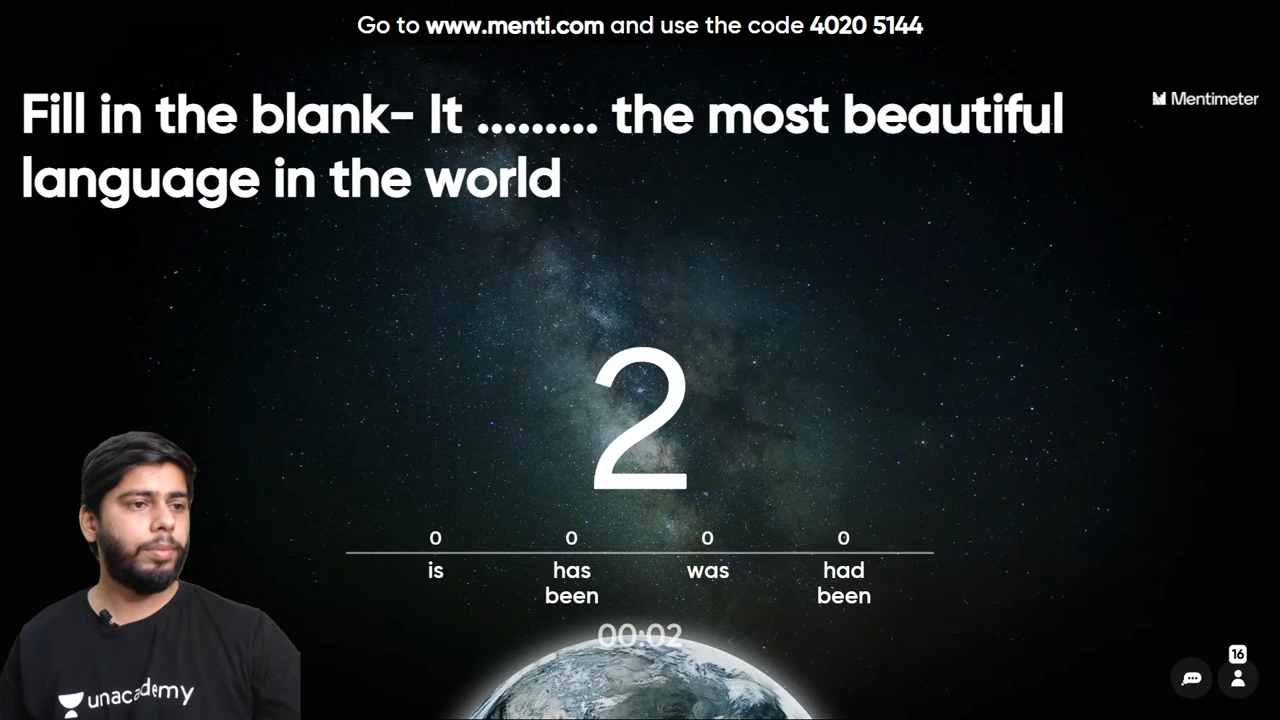 Go to www.menti.com and use the code 4020 5144
Fill in the blank- It ......... the most beautiful
language in the world
Mentimeter
2
0 0 0 0
is has was had
been been
00:02
16
unacademy